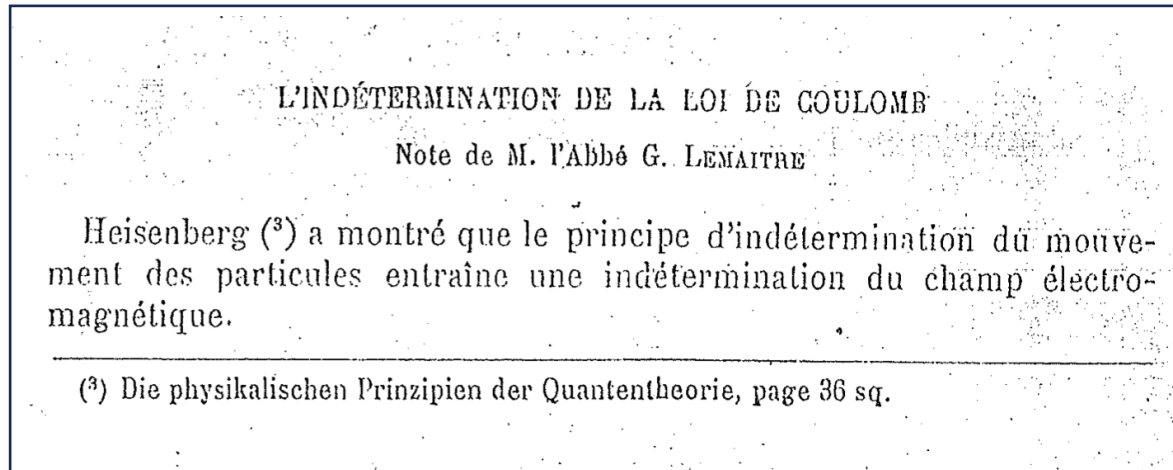 L'INDÉTERMINATION DE LA LOI DE COULOMB
Note de M. l'Abbé G. LEMAITRE
Heisenberg (³) a montré que le principe d'indétermination du mouve-
ment des particules entraîne une indétermination du champ électro-
magnétique.
(³) Die physikalischen Prinzipien der Quantentheorie, page 36 sq.